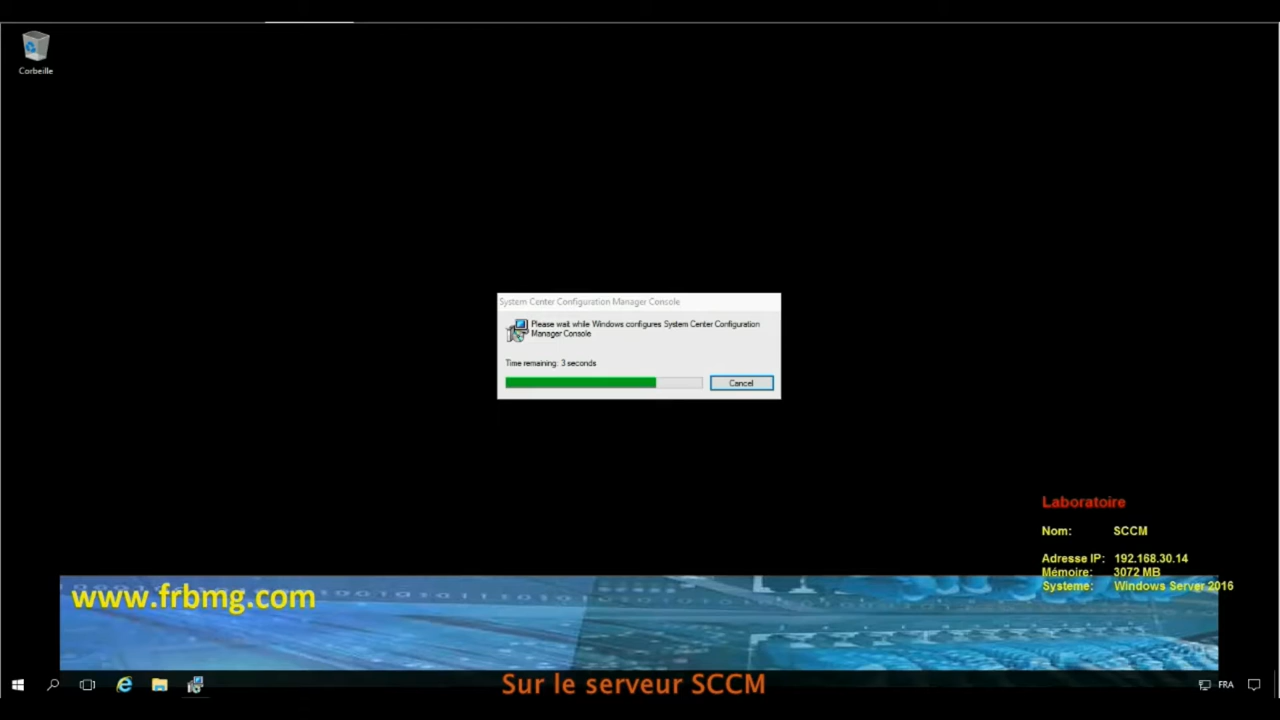 Corbeille
System Center Configuration Manager Console
Please wait while Windows configures System Center Configuration
Manager Console
Time remaining: 3 seconds
Cancel
Laboratoire
Nom: SCCM
Adresse IP: 192.168.30.14
Mémoire: 3072 MB
Systeme: Windows Server 2016
www.frbmg.com
Sur le serveur SCCM
FRA